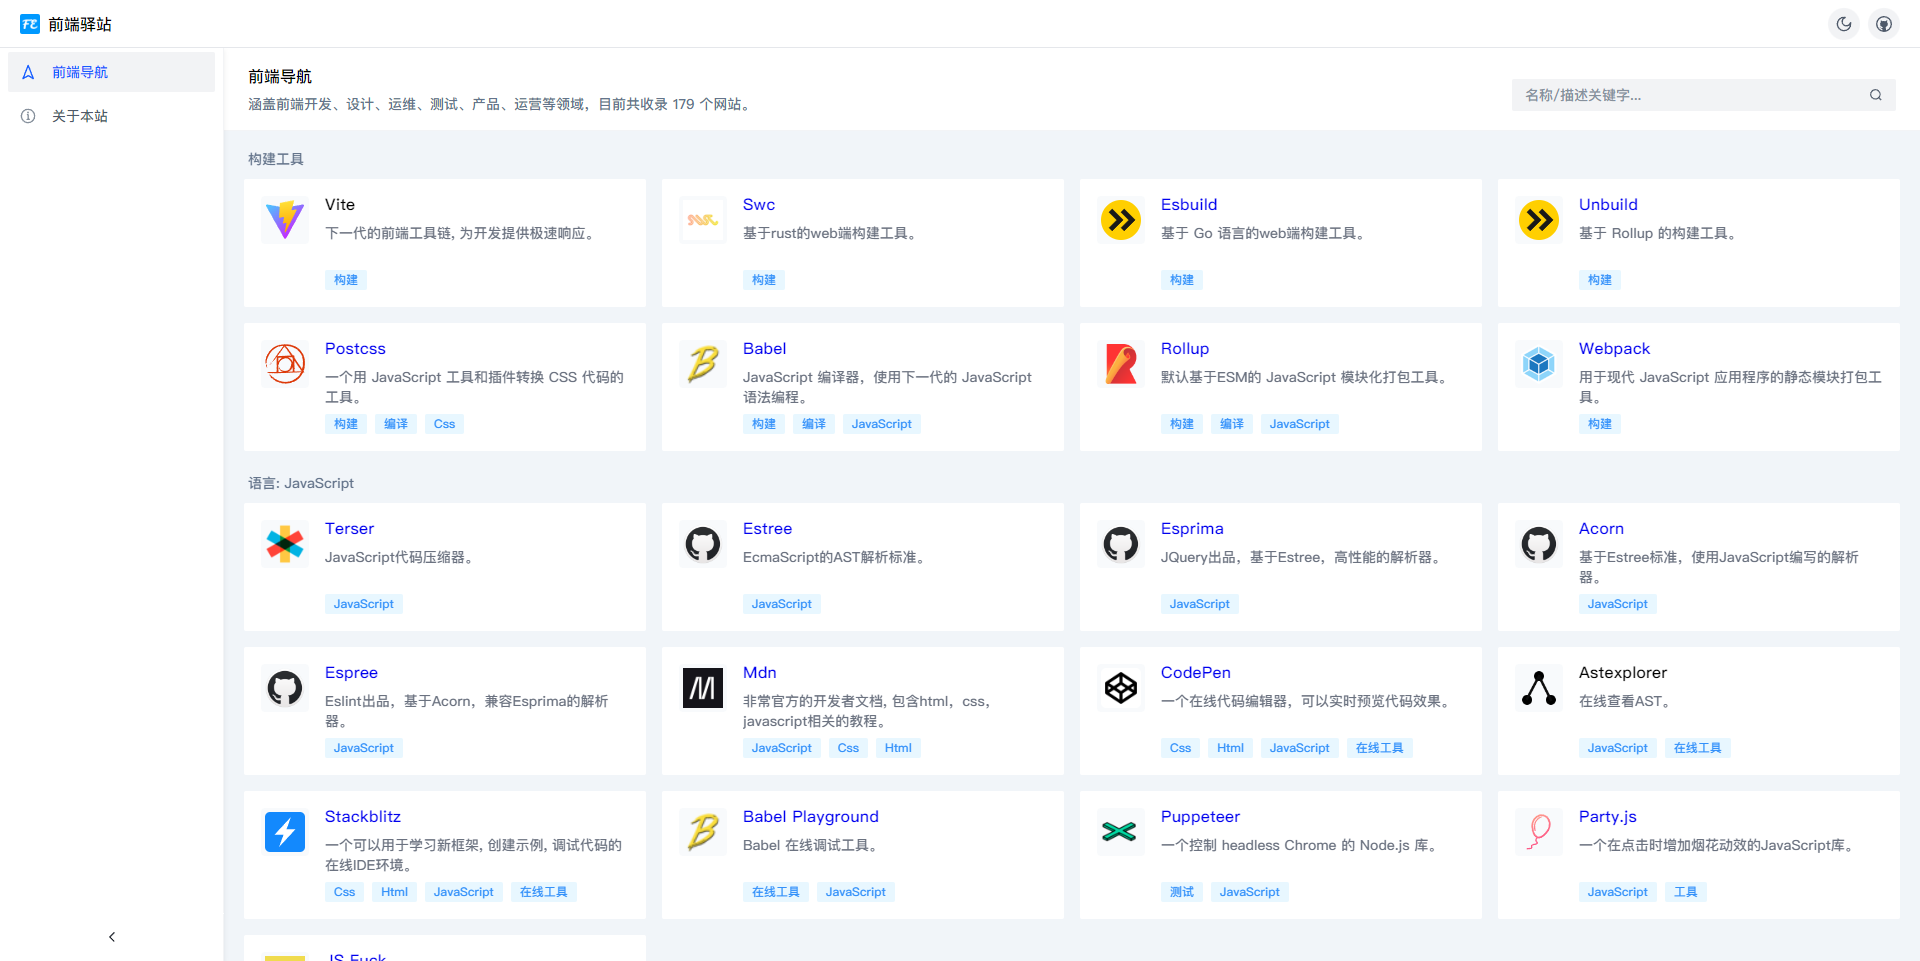 FE 前端驿站
前端导航
关于本站
前端导航
涵盖前端开发、设计、运维、测试、产品、运营等领域，目前共收录 179 个网站。
名称/描述关键字...
构建工具
Vite
下一代的前端工具链, 为开发提供极速响应。
构建
Swc
基于rust的web端构建工具。
构建
Esbuild
基于 Go 语言的web端构建工具。
构建
Unbuild
基于 Rollup 的构建工具。
构建
Postcss
一个用 JavaScript 工具和插件转换 CSS 代码的
工具。
构建 编译 Css
Babel
JavaScript 编译器，使用下一代的 JavaScript
语法编程。
构建 编译 JavaScript
Rollup
默认基于ESM的 JavaScript 模块化打包工具。
构建 编译 JavaScript
Webpack
用于现代 JavaScript 应用程序的静态模块打包工
具。
构建
语言: JavaScript
Terser
JavaScript代码压缩器。
JavaScript
Estree
EcmaScript的AST解析标准。
JavaScript
Esprima
JQuery出品，基于Estree，高性能的解析器。
JavaScript
Acorn
基于Estree标准，使用JavaScript编写的解析
器。
JavaScript
Espree
Eslint出品，基于Acorn，兼容Esprima的解析
器。
JavaScript
Mdn
非常官方的开发者文档, 包含html，css，
javascript相关的教程。
JavaScript Css Html
CodePen
一个在线代码编辑器，可以实时预览代码效果。
Css Html JavaScript 在线工具
Astexplorer
在线查看AST。
JavaScript 在线工具
Stackblitz
一个可以用于学习新框架, 创建示例, 调试代码的
在线IDE环境。
Css Html JavaScript 在线工具
Babel Playground
Babel 在线调试工具。
在线工具 JavaScript
Puppeteer
一个控制 headless Chrome 的 Node.js 库。
测试 JavaScript
Party.js
一个在点击时增加烟花动效的JavaScript库。
JavaScript 工具
JS Fuck